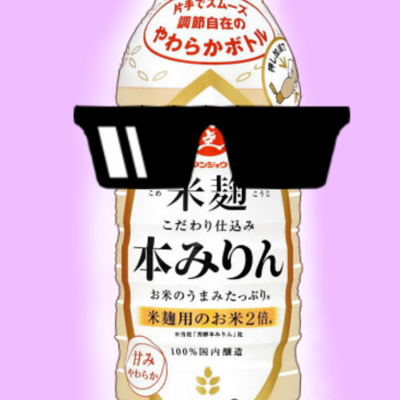 片手でスムーズ
調節自在の
やわらかボトル
押し加減で
米麹
こめ こうじ
こだわり仕込み
本みりん
お米のうまみたっぷり※
米麹用のお米2倍※
※当社「芳醇本みりん」比
100%国内醸造
甘み
やわらか